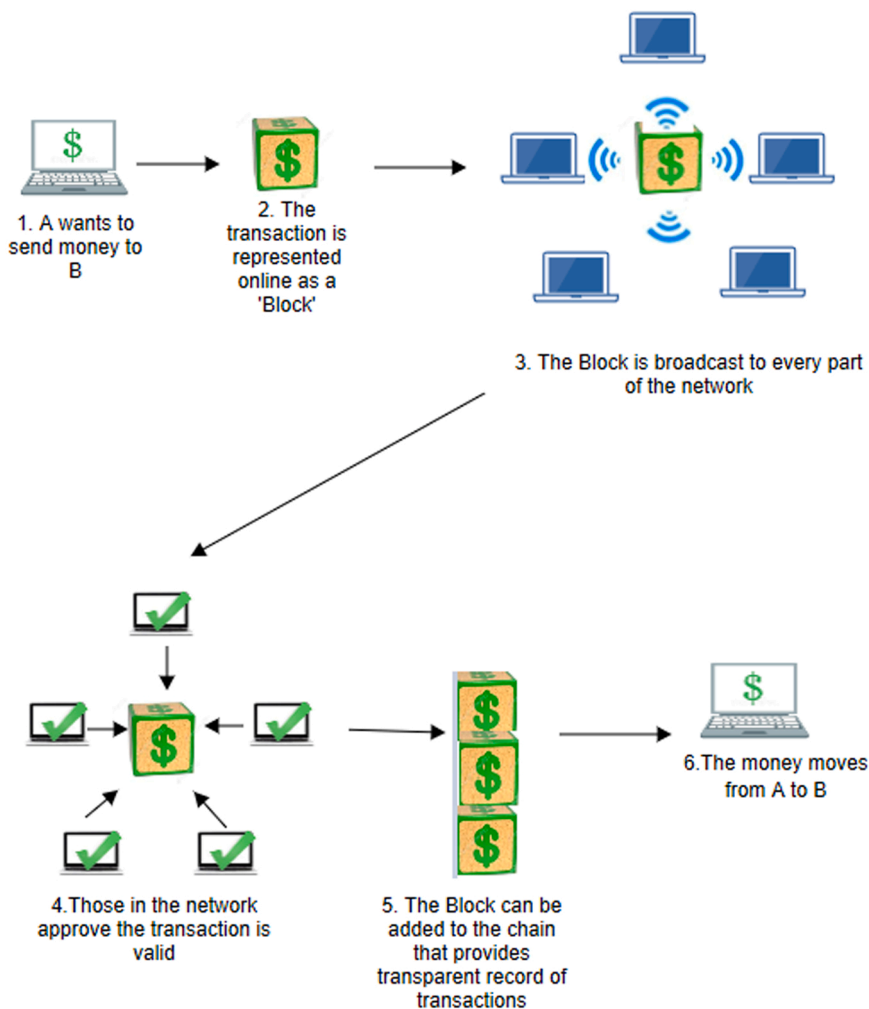 $
$
$
1. A wants to
send money to
B
2. The
transaction is
represented
online as a
'Block'
3. The Block is broadcast to every part
of the network
$
$
$
$
$
4.Those in the network
approve the transaction is
valid
5. The Block can be
added to the chain
that provides
transparent record of
transactions
6.The money moves
from A to B